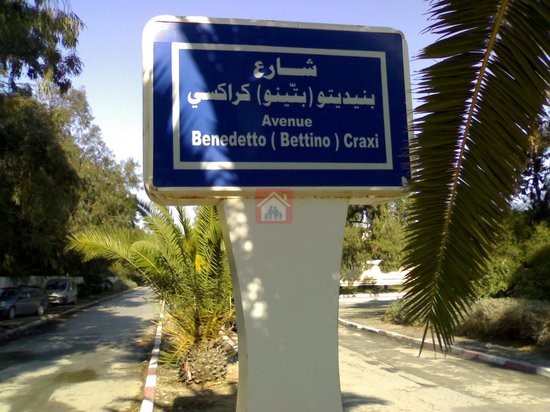 شارع
بنيديتو (بتّينو) كراكسي
Avenue
Benedetto ( Bettino ) Craxi